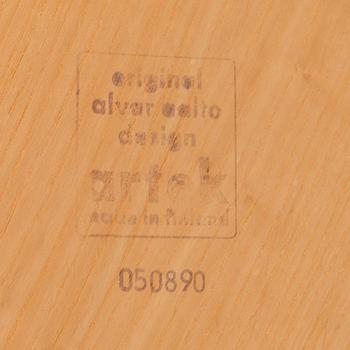 original
alvar aalto
design
artek
made in finland
050890